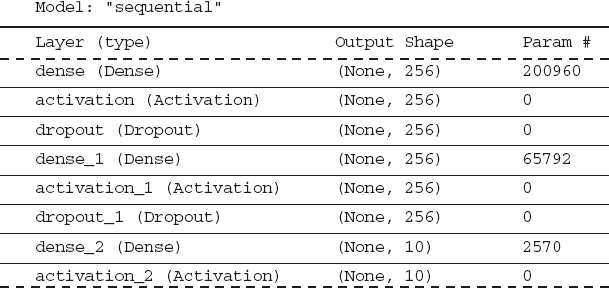 Model: "sequential"
Layer (type) Output Shape Param #
dense (Dense) (None, 256) 200960
activation (Activation) (None, 256) 0
dropout (Dropout) (None, 256) 0
dense_1 (Dense) (None, 256) 65792
activation_1 (Activation) (None, 256) 0
dropout_1 (Dropout) (None, 256) 0
dense_2 (Dense) (None, 10) 2570
activation_2 (Activation) (None, 10) 0